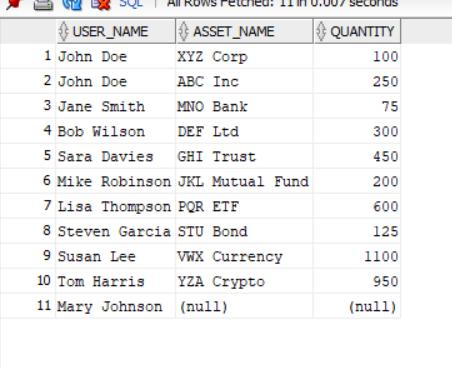 SQL | All Rows Fetched: 11 in 0.007 seconds
USER_NAME ASSET_NAME QUANTITY
1 John Doe XYZ Corp 100
2 John Doe ABC Inc 250
3 Jane Smith MNO Bank 75
4 Bob Wilson DEF Ltd 300
5 Sara Davies GHI Trust 450
6 Mike Robinson JKL Mutual Fund 200
7 Lisa Thompson PQR ETF 600
8 Steven Garcia STU Bond 125
9 Susan Lee VWX Currency 1100
10 Tom Harris YZA Crypto 950
11 Mary Johnson (null) (null)